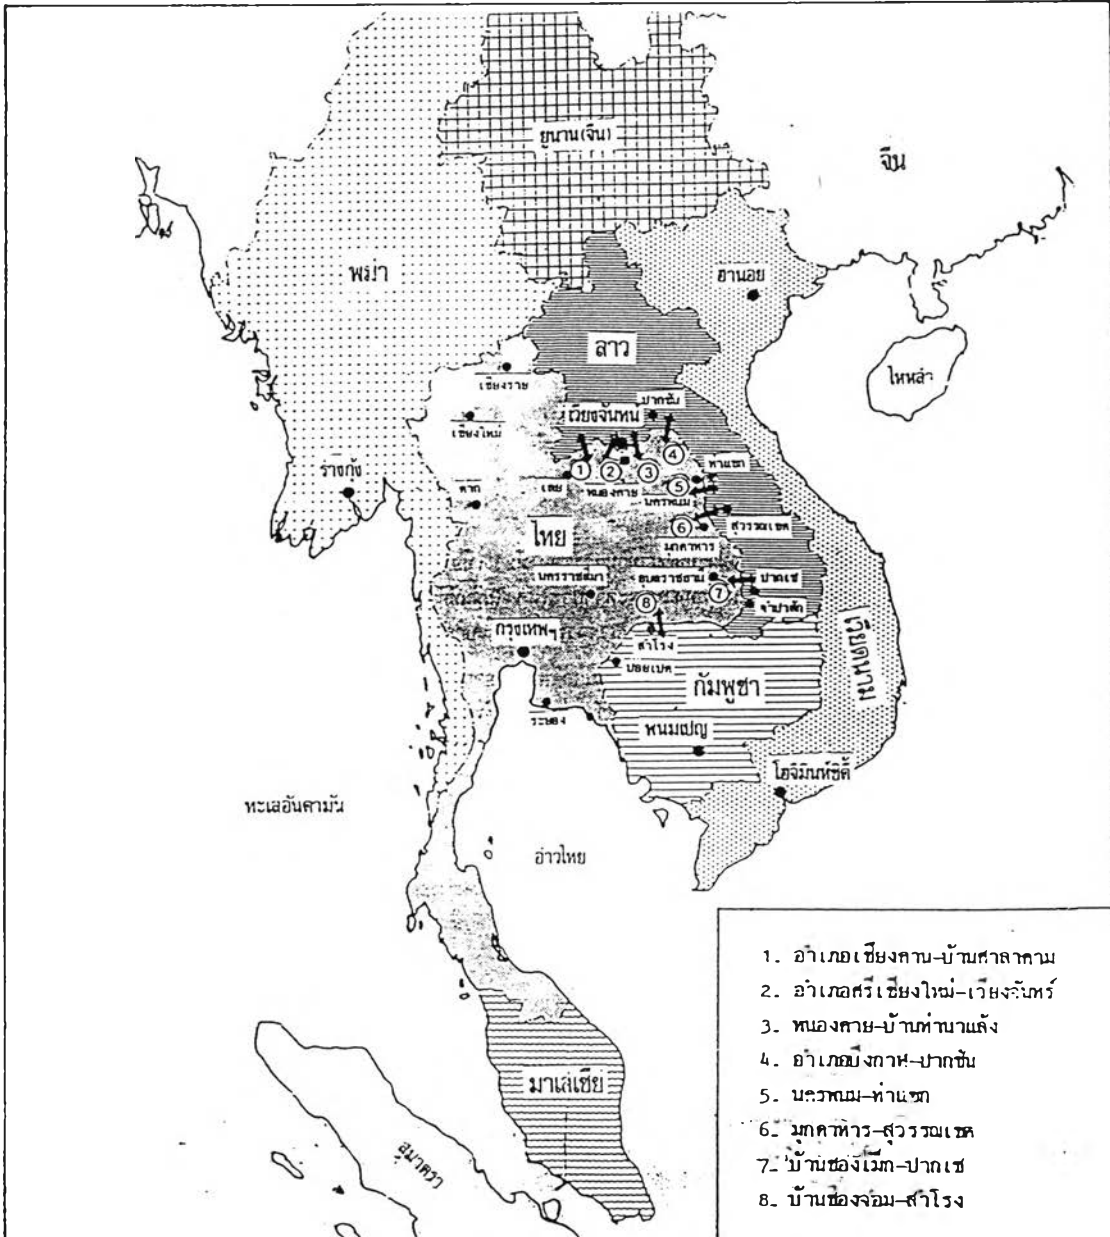 ยูนาน(จีน)
จีน
พม่า
ฮานอย
ลาว
ไหหลำ
เชียงราย
ปากซัน
เวียงจันทน์
เชียงใหม่
4
ท่าแขก
ร่างกุ้ง
1
2
3
5
ตาก
เลย
หนองคาย
นครพนม
สุวรรณเขต
6
ไทย
มุกดาหาร
นครราชสีมา
อุบลราชธานี
ปากเซ
7
8
จำปาศักดิ์
กรุงเทพฯ
สำโรง
ปอยเปต
กัมพูชา
เวียดนาม
ระยอง
พนมเปญ
โฮจิมินห์ซิตี้
ทะเลอันดามัน
อ่าวไทย
มาเลเซีย
สุมาตรา
1. อำเภอเชียงคาน-บ้านศาลาคาม
2. อำเภอศรีเชียงใหม่-เวียงจันทร์
3. หนองคาย-บ้านท่านาแล้ง
4. อำเภอบึงกาฬ-ปากซัน
5. นครพนม-ท่าแขก
6. มุกดาหาร-สุวรรณเขต
7. บ้านช่องเม็ก-ปากเซ
8. บ้านช่องจอม-สำโรง